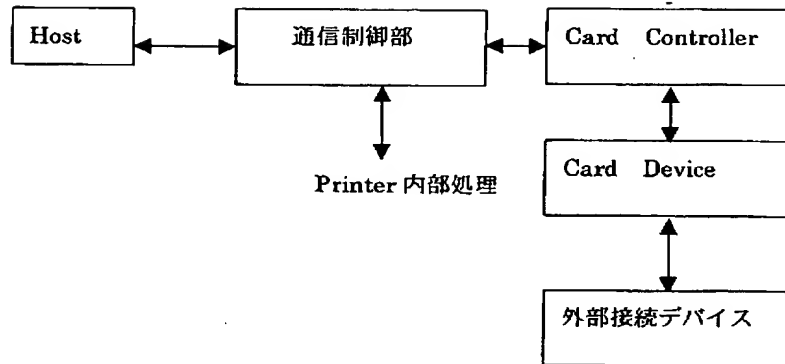 Host
通信制御部
Card Controller
Printer 内部処理
Card Device
外部接続デバイス